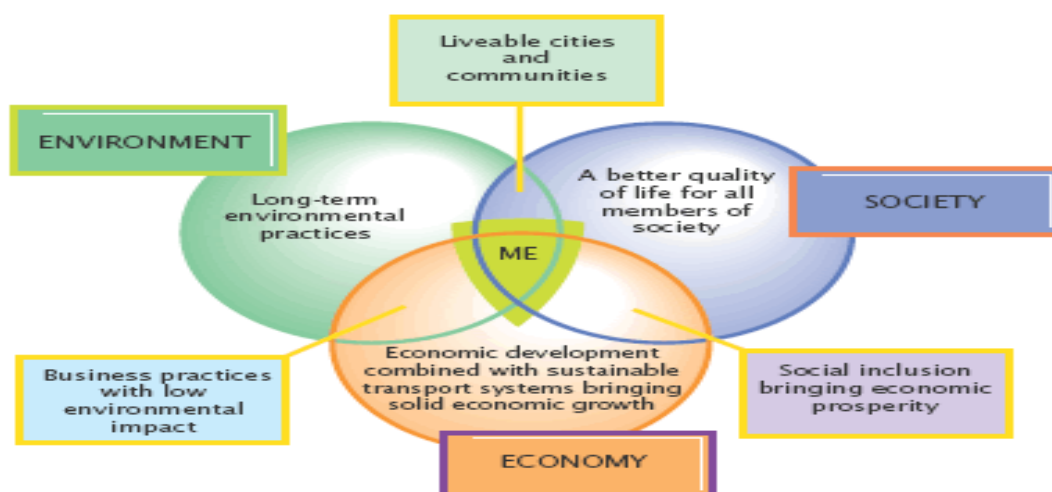 Liveable cities
and
communities
ENVIRONMENT
Long-term
environmental
practices
A better quality
of life for all
members of
society
SOCIETY
ME
Business practices
with low
environmental
impact
Economic development
combined with sustainable
transport systems bringing
solid economic growth
Social inclusion
bringing economic
prosperity
ECONOMY